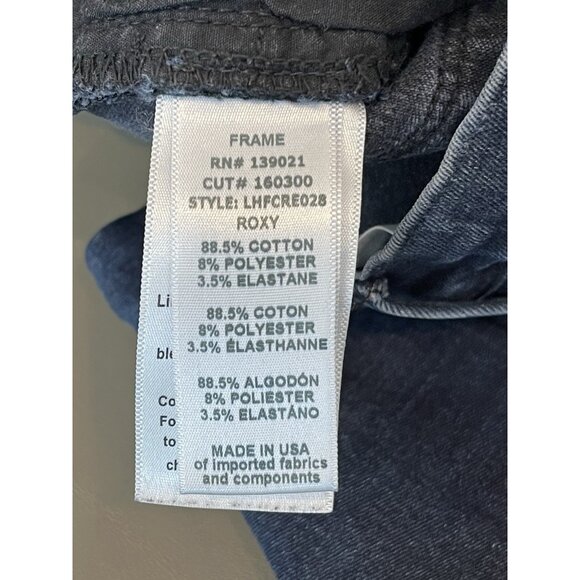 FRAME
RN# 139021
CUT# 160300
STYLE: LHFCRE028
ROXY
88.5% COTTON
8% POLYESTER
3.5% ELASTANE
88.5% COTON
8% POLYESTER
3.5% ÉLASTHANNE
88.5% ALGODÓN
8% POLIÉSTER
3.5% ELASTÁNO
MADE IN USA
of imported fabrics
and components